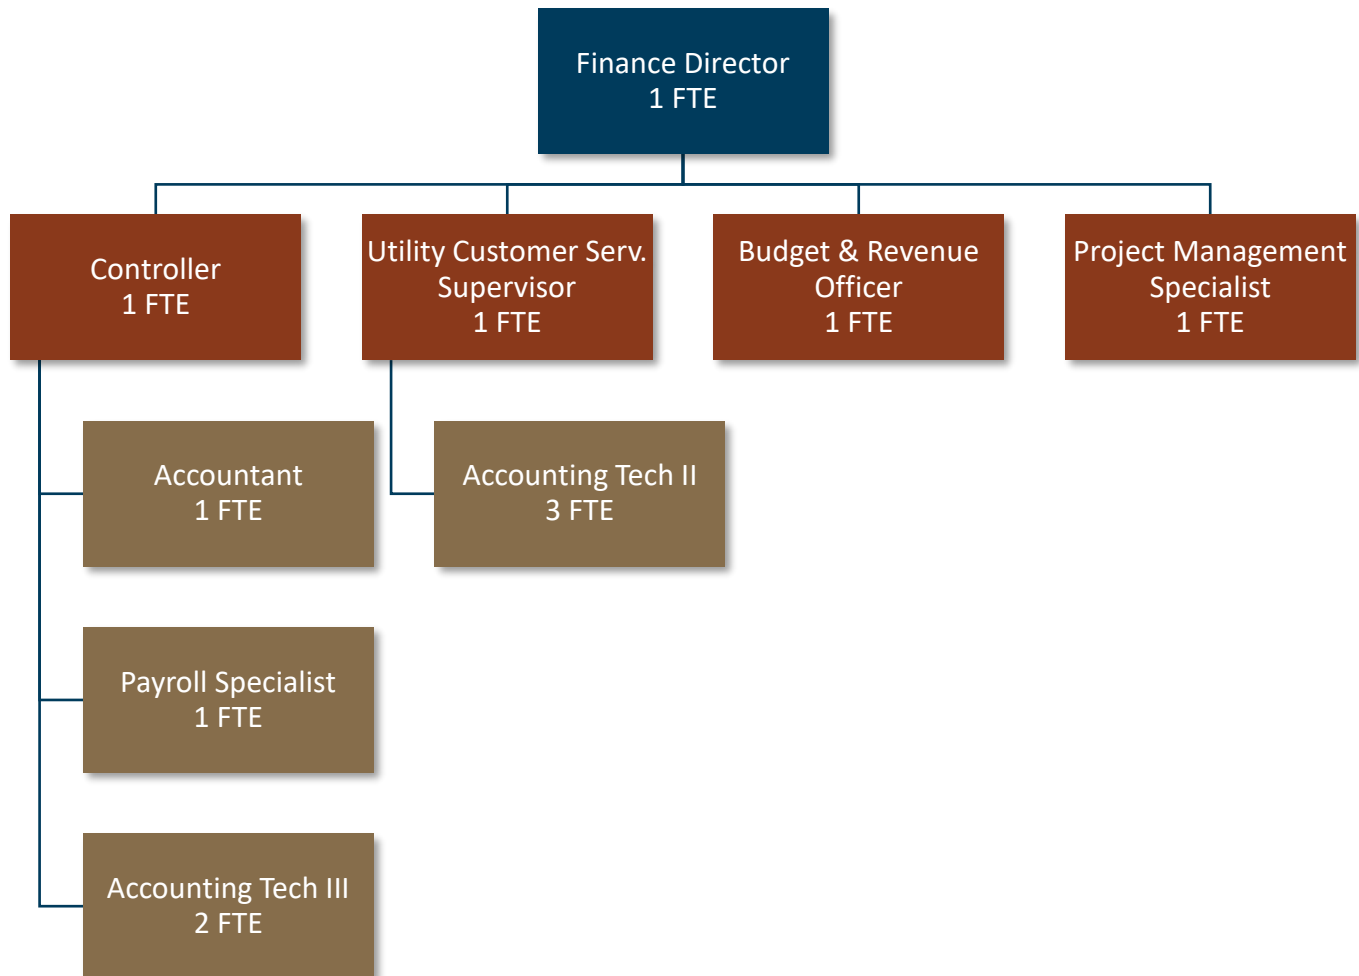 Finance Director
1 FTE
Controller
1 FTE
Utility Customer Serv.
Supervisor
1 FTE
Budget & Revenue
Officer
1 FTE
Project Management
Specialist
1 FTE
Accountant
1 FTE
Accounting Tech II
3 FTE
Payroll Specialist
1 FTE
Accounting Tech III
2 FTE